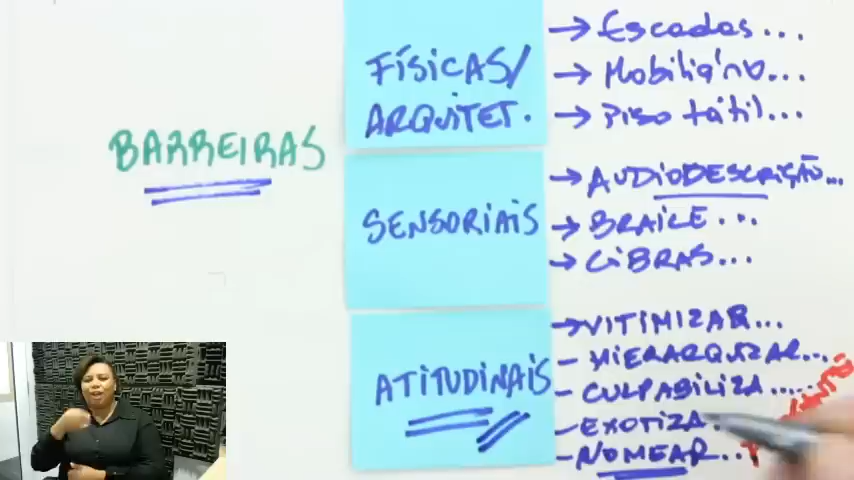 BARREIRAS
FÍSICAS/
ARQUITET.
→ Escadas...
→ Mobiliário...
→ Piso tátil...
SENSORIAIS
→ AUDIODESCRIÇÃO...
→ BRAILE...
→ LIBRAS...
ATITUDINAIS
→ VITIMIZAR...
- HIERARQUIZAR...
- CULPABILIZA.....
- EXOTIZA.
- NOMEAR...